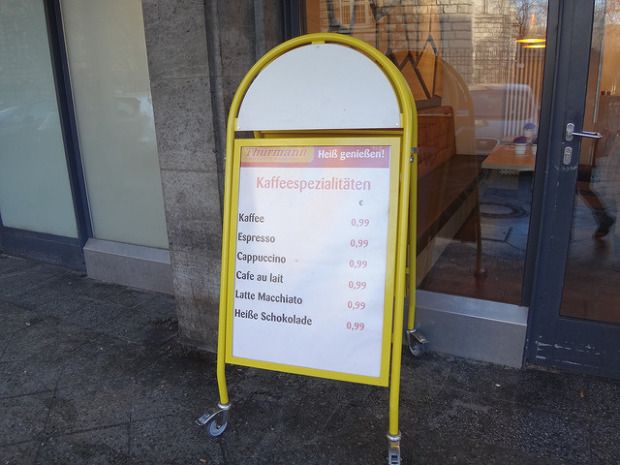 Thürmann Heiß genießen!
Kaffeespezialitäten
€
Kaffee 0,99
Espresso 0,99
Cappuccino 0,99
Cafe au lait 0,99
Latte Macchiato 0,99
Heiße Schokolade 0,99